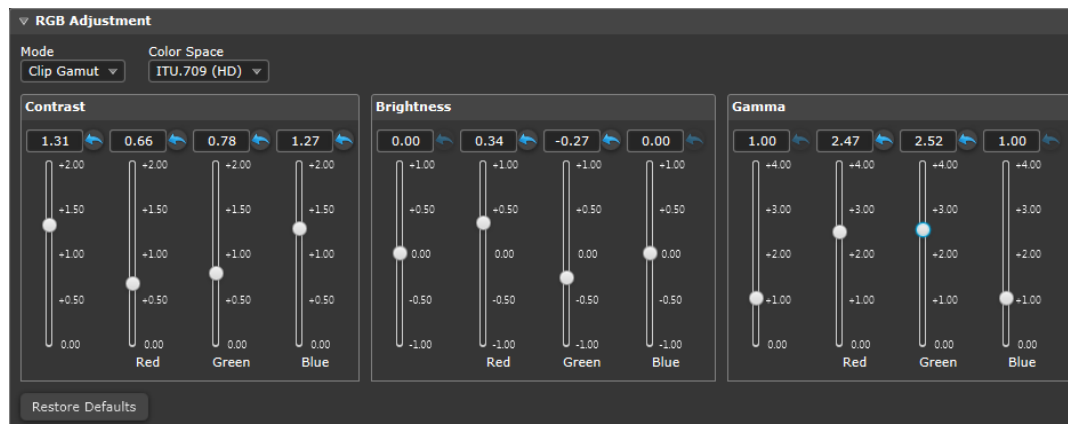 RGB Adjustment
Mode Color Space
Clip Gamut ITU.709 (HD)
Contrast Brightness Gamma
1.31 0.66 0.78 1.27 0.00 0.34 -0.27 0.00 1.00 2.47 2.52 1.00
+2.00 +2.00 +2.00 +2.00 +1.00 +1.00 +1.00 +1.00 +4.00 +4.00 +4.00 +4.00
+1.50 +1.50 +1.50 +1.50 +0.50 +0.50 +0.50 +0.50 +3.00 +3.00 +3.00 +3.00
+1.00 +1.00 +1.00 +1.00 0.00 0.00 0.00 0.00 +2.00 +2.00 +2.00 +2.00
+0.50 +0.50 +0.50 +0.50 -0.50 -0.50 -0.50 -0.50 +1.00 +1.00 +1.00 +1.00
0.00 0.00 0.00 0.00 -1.00 -1.00 -1.00 -1.00 0.00 0.00 0.00 0.00
Red Green Blue Red Green Blue Red Green Blue
Restore Defaults